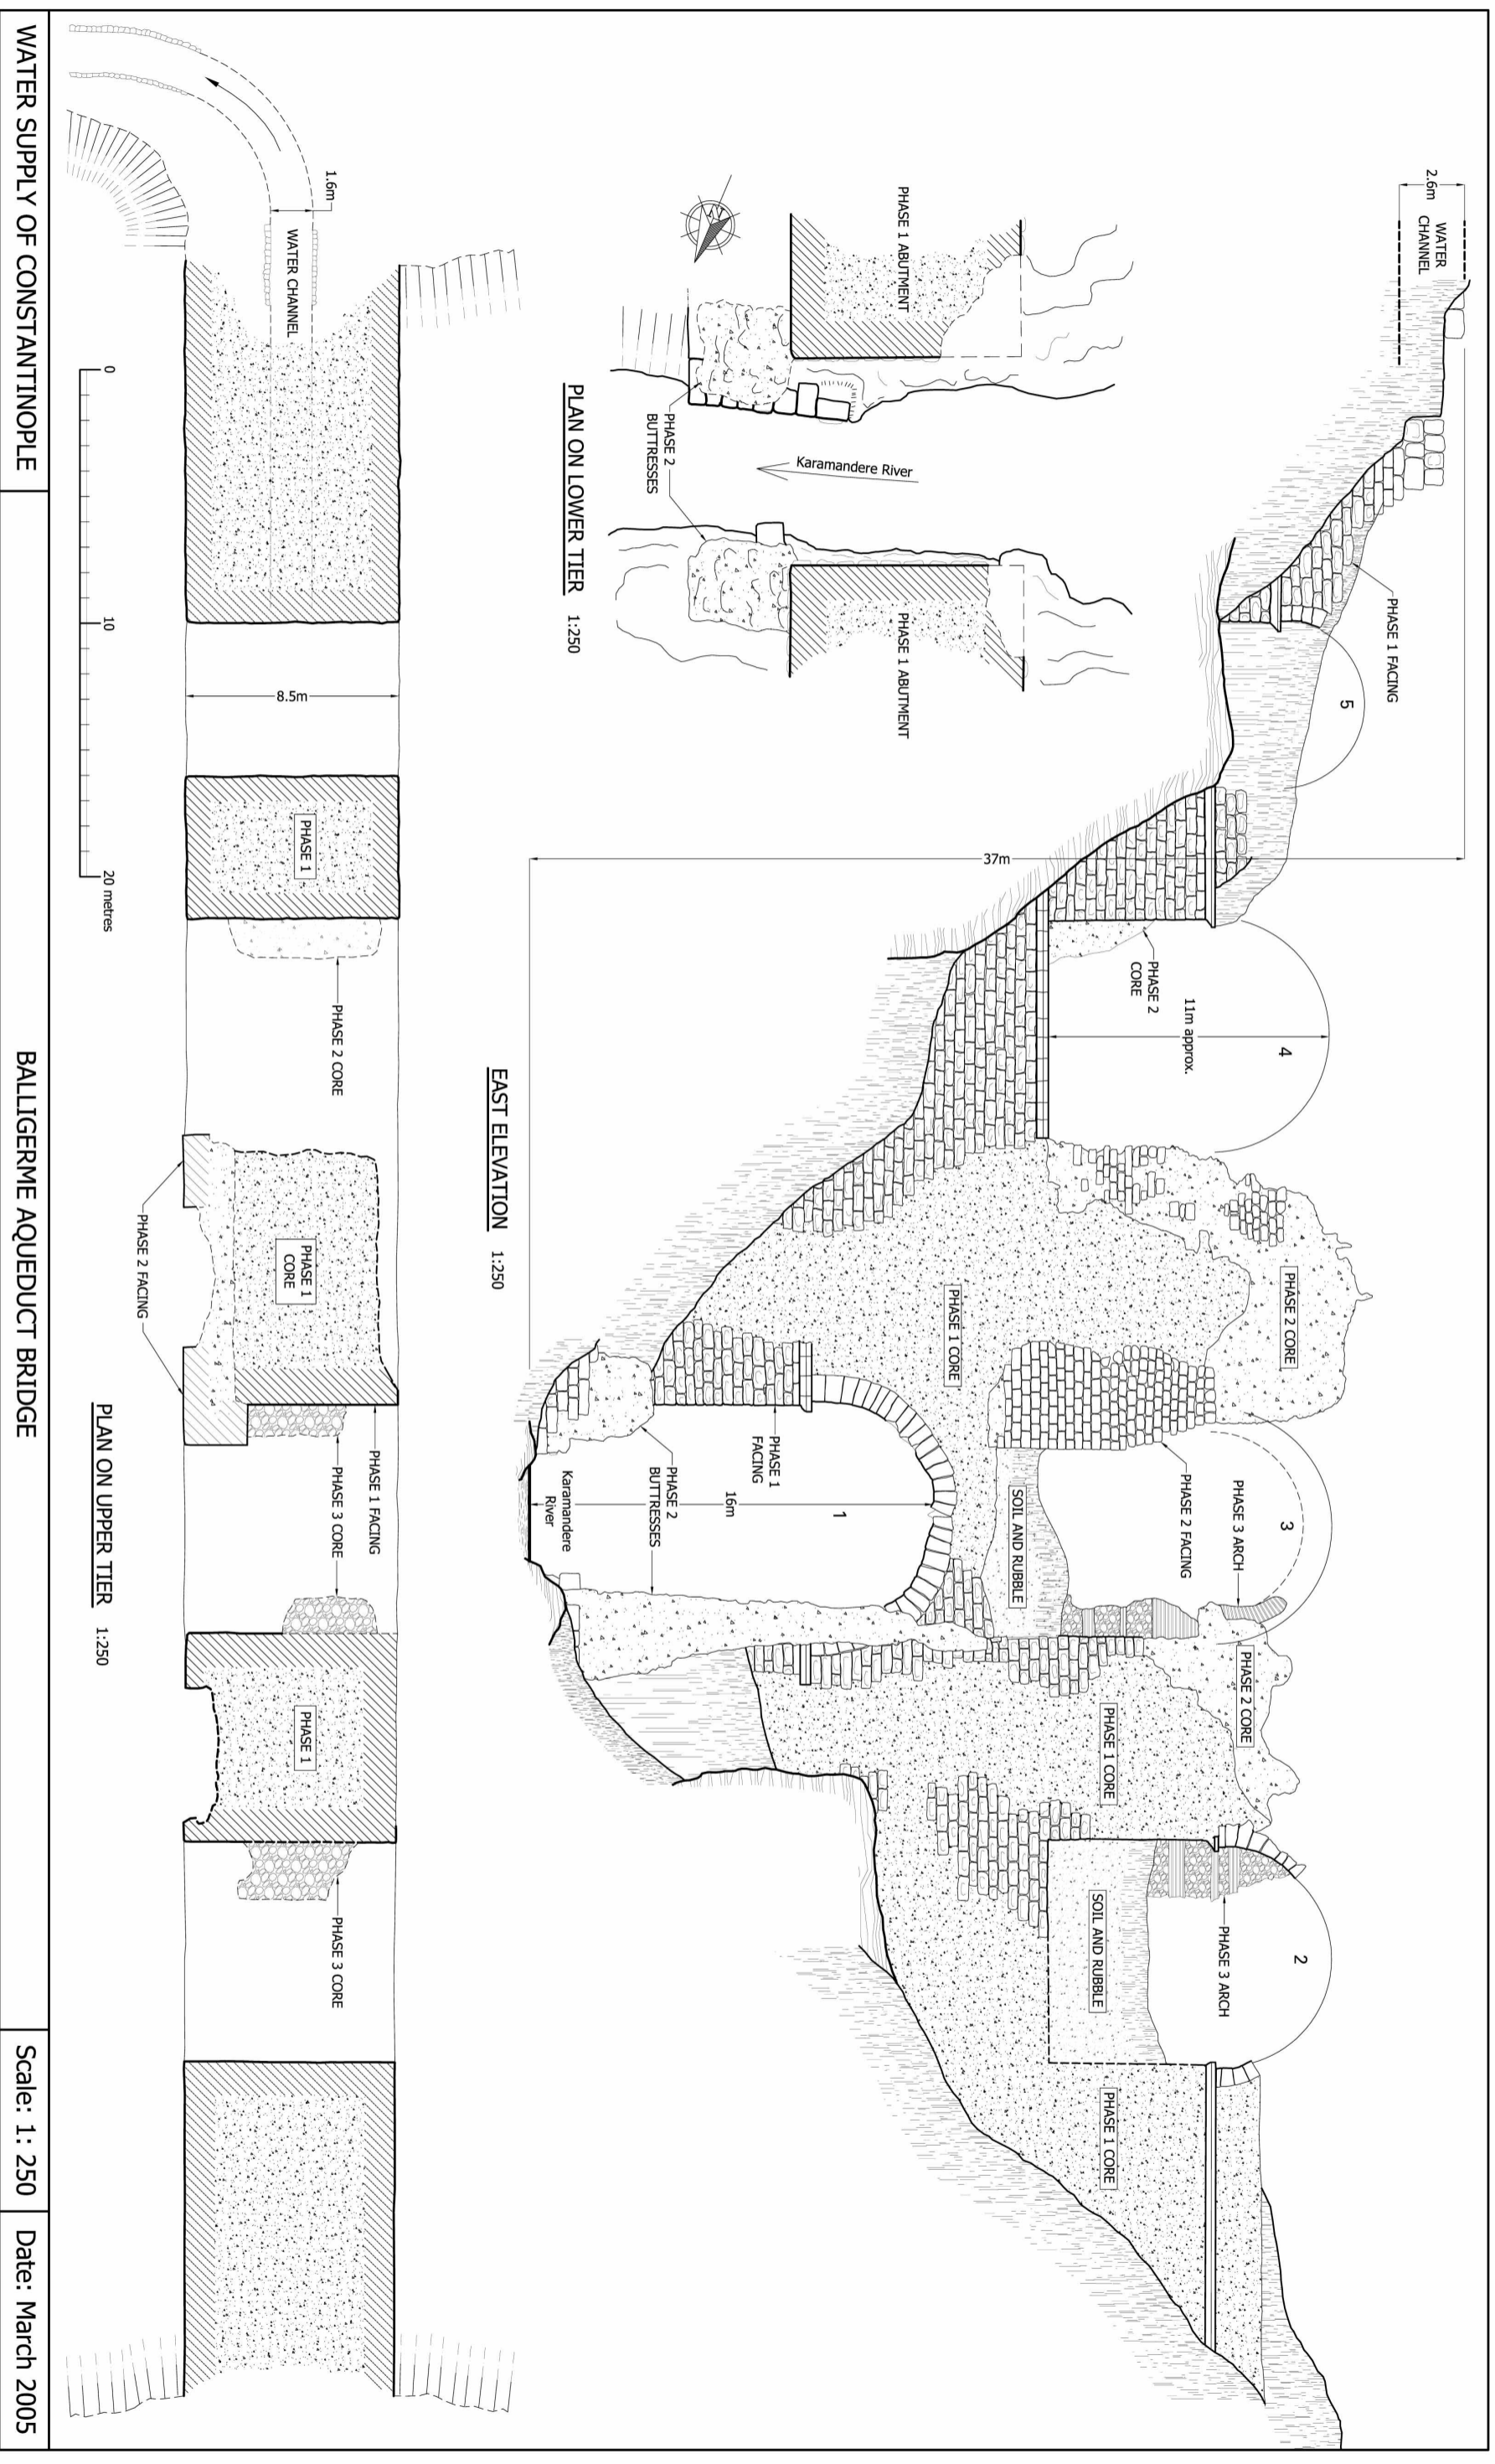 2.6m
WATER
CHANNEL
PHASE 1 FACING
5
37m
PHASE 2
CORE
11m approx.
4
PHASE 2 CORE
PHASE 1 CORE
PHASE 2 FACING
PHASE 3 ARCH
3
SOIL AND RUBBLE
PHASE 2 CORE
PHASE 1 CORE
SOIL AND RUBBLE
PHASE 3 ARCH
2
PHASE 1 CORE
PHASE 1
FACING
1
16m
PHASE 2
BUTTRESSES
Karamandere
River
EAST ELEVATION 1:250
PHASE 1 ABUTMENT
N
PHASE 2
BUTTRESSES
Karamandere River
PHASE 1 ABUTMENT
PLAN ON LOWER TIER 1:250
1.6m
WATER CHANNEL
8.5m
PHASE 1
PHASE 2 CORE
PHASE 1
CORE
PHASE 2 FACING
PHASE 1 FACING
PHASE 3 CORE
PHASE 1
PHASE 3 CORE
0
10
20 metres
PLAN ON UPPER TIER 1:250
WATER SUPPLY OF CONSTANTINOPLE
BALLIGERME AQUEDUCT BRIDGE
Scale: 1: 250
Date: March 2005